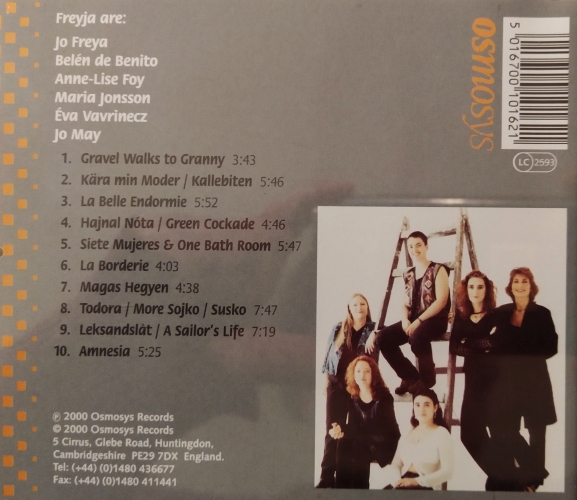 Freyja are:
Jo Freya
Belén de Benito
Anne-Lise Foy
Maria Jonsson
Éva Vavrinecz
Jo May
1. Gravel Walks to Granny 3:43
2. Kära min Moder / Kallebiten 5:46
3. La Belle Endormie 5:52
4. Hajnal Nóta / Green Cockade 4:46
5. Siete Mujeres & One Bath Room 5:47
6. La Borderie 4:03
7. Magas Hegyen 4:38
8. Todora / More Sojko / Susko 7:47
9. Leksandslåt / A Sailor's Life 7:19
10. Amnesia 5:25
℗ 2000 Osmosys Records
© 2000 Osmosys Records
5 Cirrus, Glebe Road, Huntingdon,
Cambridgeshire PE29 7DX England.
Tel: (+44) (0)1480 436677
Fax: (+44) (0)1480 411441
osmosys
5 016700 101621
LC 2593